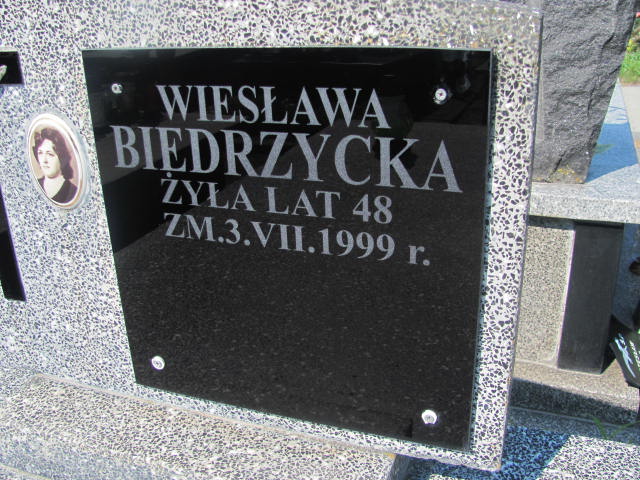 WIESŁAWA
BIEDRZYCKA
ŻYŁA LAT 48
ZM.3.VII.1999 r.